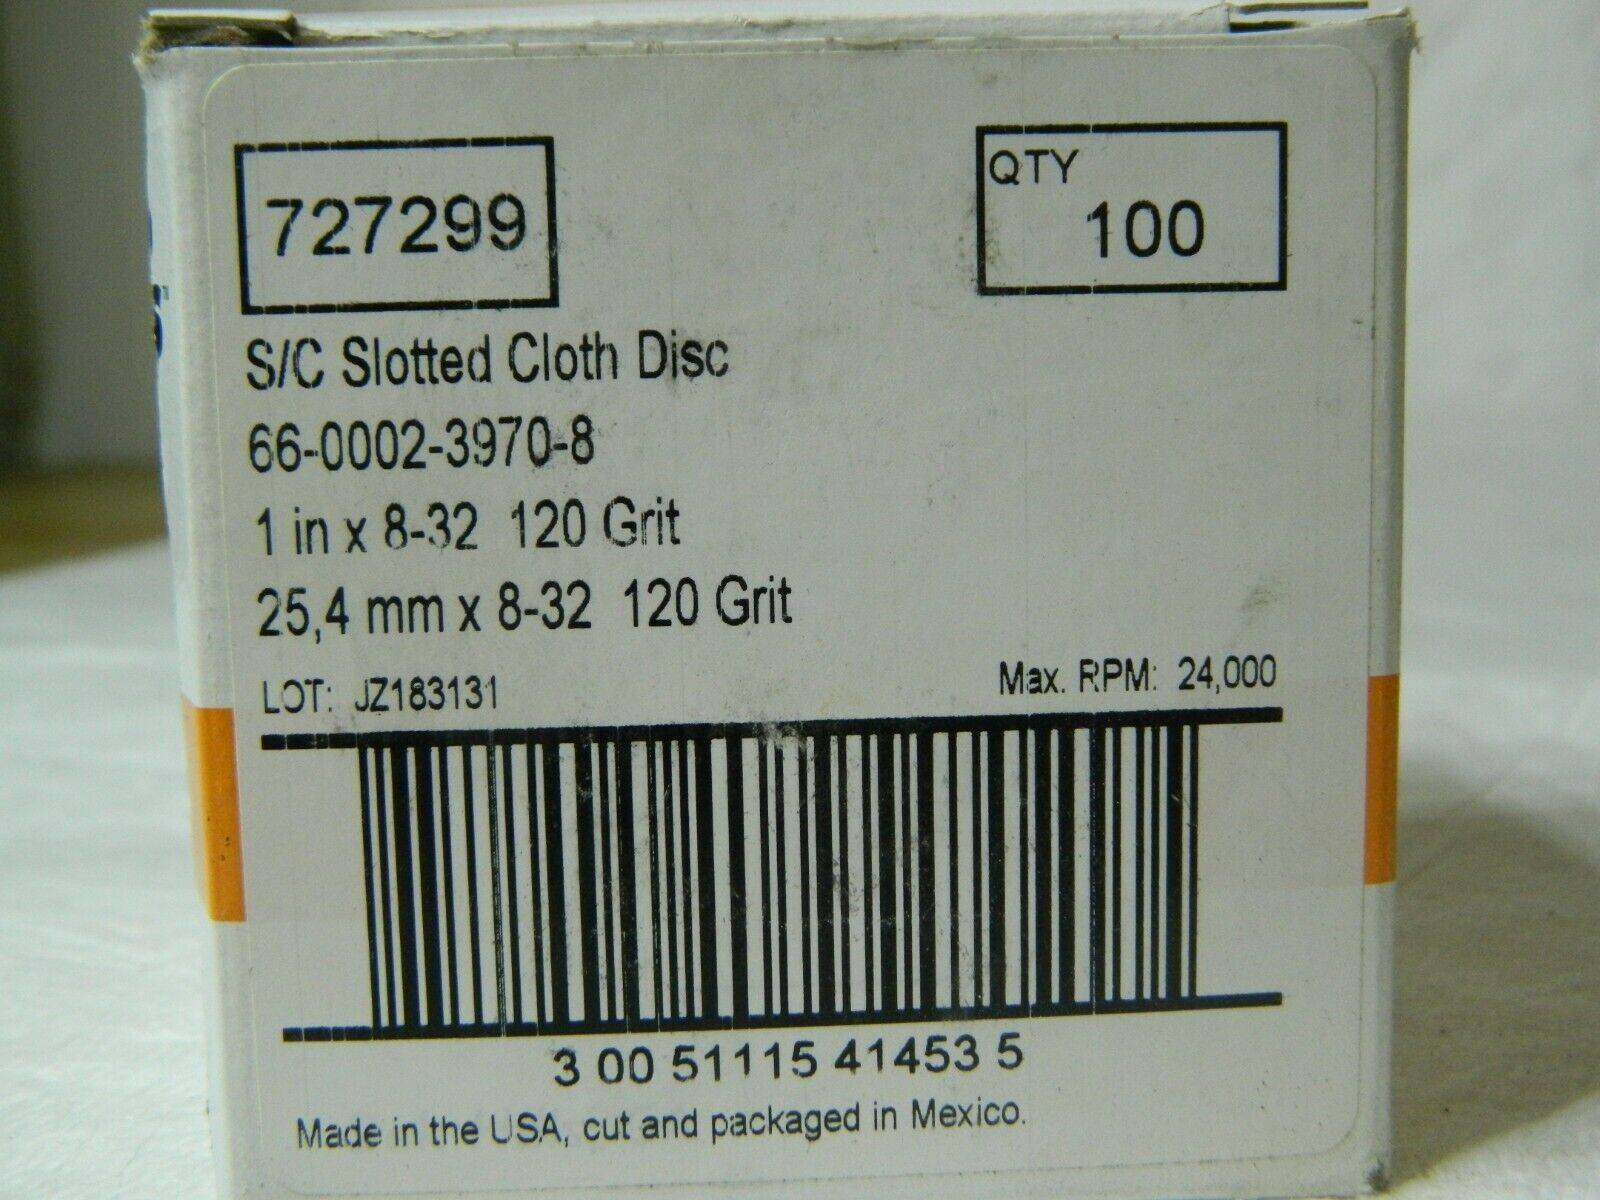 727299
QTY
100
S/C Slotted Cloth Disc
66-0002-3970-8
1 in x 8-32 120 Grit
25,4 mm x 8-32 120 Grit
LOT: JZ183131
Max. RPM: 24,000
3 00 51115 41453 5
Made in the USA, cut and packaged in Mexico.